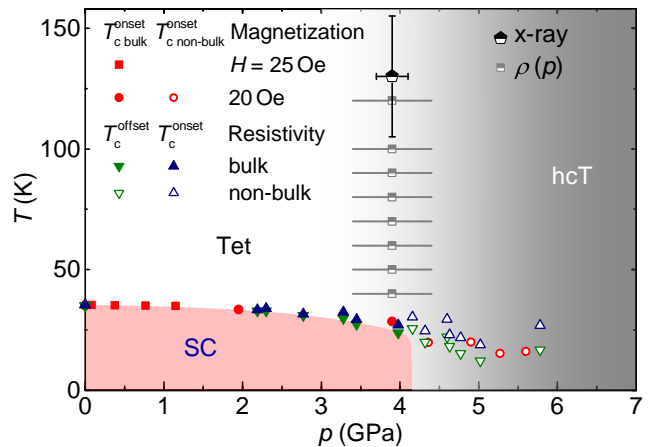 T_c bulk^onset T_c non-bulk^onset Magnetization
H = 25 Oe
20 Oe
T_c^offset T_c^onset Resistivity
bulk
non-bulk
x-ray
ρ (p)
hcT
Tet
SC
T (K)
150
100
50
0
0 1 2 3 4 5 6 7
p (GPa)